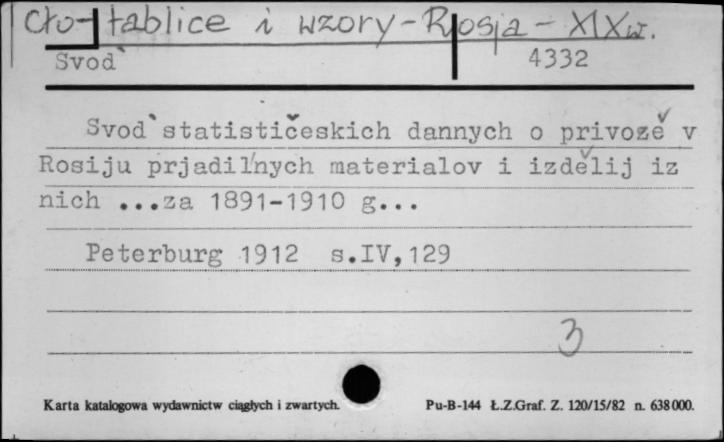 Cło-tablice i wzory-Rosja-XIXw.
Svod` 4332
Svod`statističeskich dannych o privozě v
Rosiju prjadil'nych materialov i izdělij iz
nich ...za 1891-1910 g...
Peterburg 1912 s.IV,129
3
Karta katalogowa wydawnictw ciągłych i zwartych. Pu-B-144 Ł.Z.Graf. Z. 120/15/82 n. 638000.